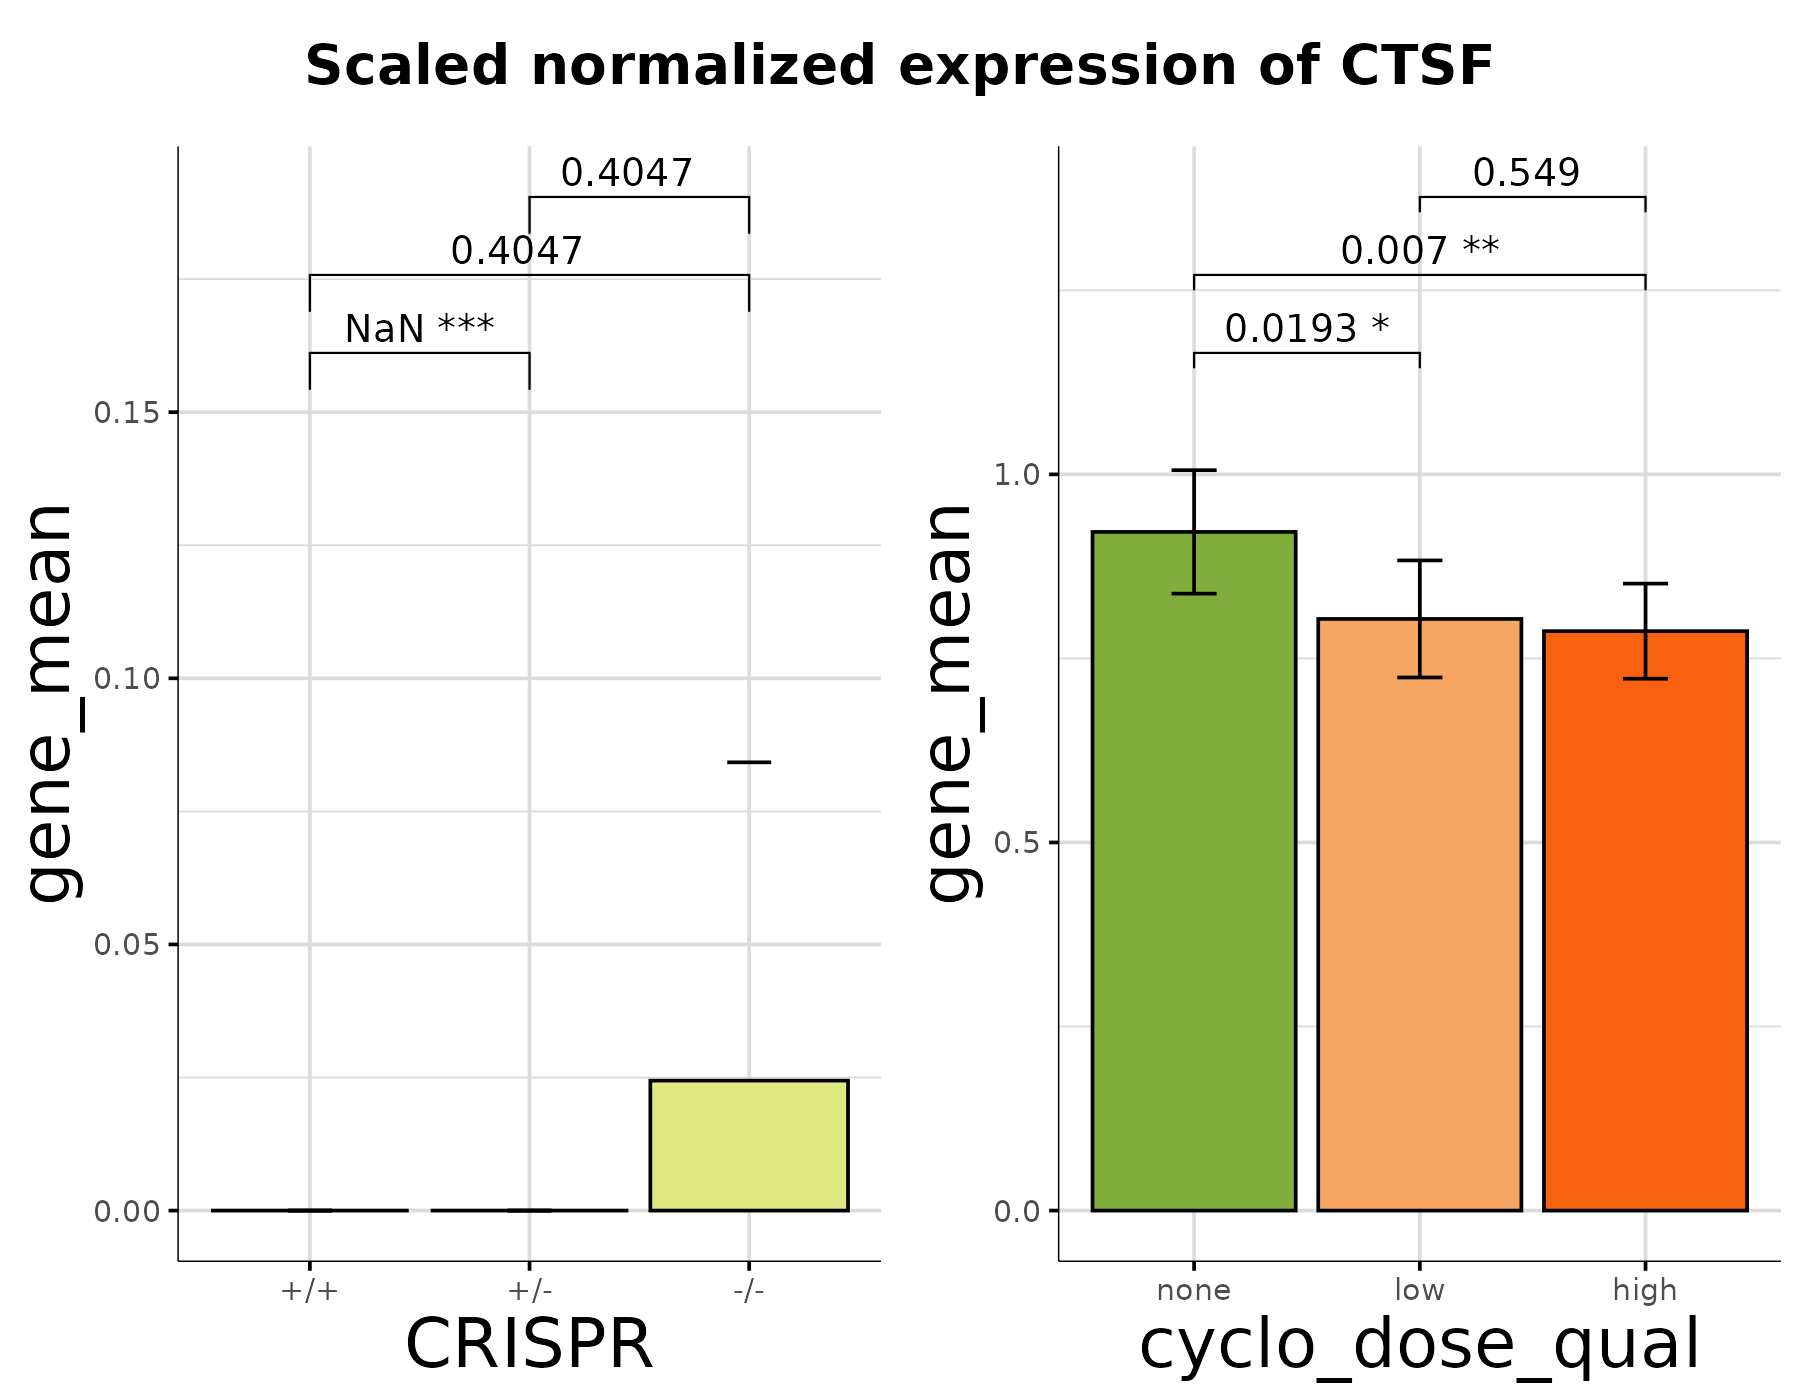 Scaled normalized expression of CTSF
gene_mean
0.15
0.10
0.05
0.00
0.4047
0.4047
NaN ***
+/+ +/- -/-
CRISPR
gene_mean
1.0
0.5
0.0
0.549
0.007 **
0.0193 *
none low high
cyclo_dose_qual